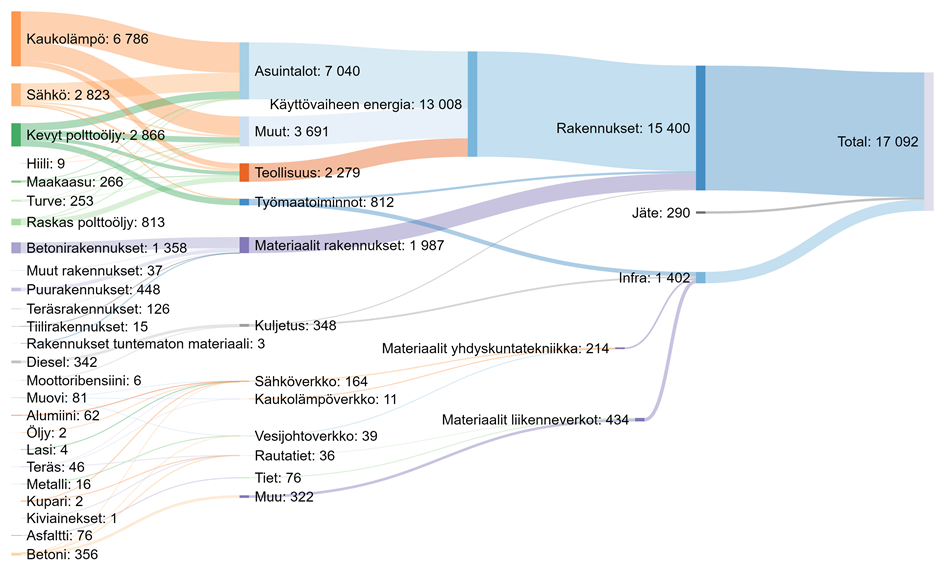 Kaukolämpö: 6 786
Sähkö: 2 823
Kevyt polttoöljy: 2 866
Hiili: 9
Maakaasu: 266
Turve: 253
Raskas polttoöljy: 813
Betonirakennukset: 1 358
Muut rakennukset: 37
Puurakennukset: 448
Teräsrakennukset: 126
Tiilirakennukset: 15
Rakennukset tuntematon materiaali: 3
Diesel: 342
Moottoribensiini: 6
Muovi: 81
Alumiini: 62
Öljy: 2
Lasi: 4
Teräs: 46
Metalli: 16
Kupari: 2
Kiviainekset: 1
Asfaltti: 76
Betoni: 356
Asuintalot: 7 040
Muut: 3 691
Teollisuus: 2 279
Työmaatoiminnot: 812
Materiaalit rakennukset: 1 987
Kuljetus: 348
Sähköverkko: 164
Kaukolämpöverkko: 11
Vesijohtoverkko: 39
Rautatiet: 36
Tiet: 76
Muu: 322
Käyttövaiheen energia: 13 008
Materiaalit yhdyskuntatekniikka: 214
Materiaalit liikenneverkot: 434
Rakennukset: 15 400
Jäte: 290
Infra: 1 402
Total: 17 092